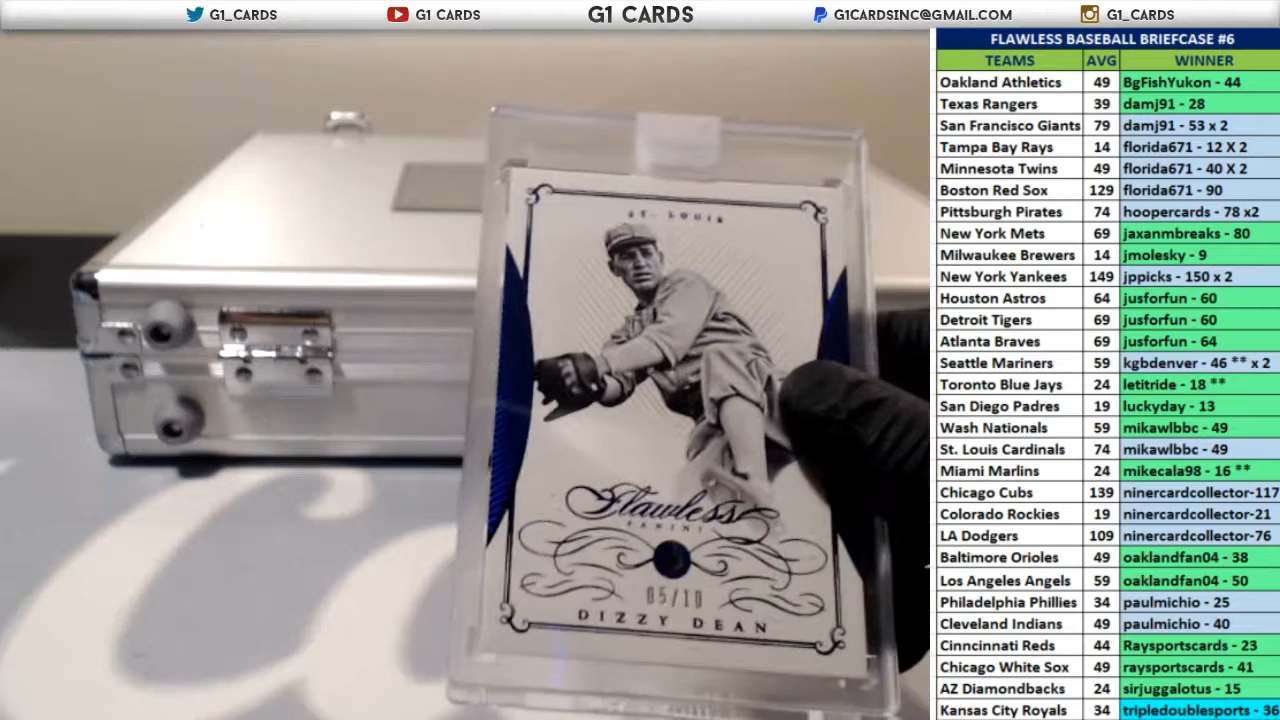 G1_CARDS G1 CARDS G1 CARDS G1CARDSINC@GMAIL.COM G1_CARDS
ST. LOUIS
Flawless
PANINI
05/10
DIZZY DEAN
FLAWLESS BASEBALL BRIEFCASE #6
TEAMS AVG WINNER
Oakland Athletics 49 BgFishYukon - 44
Texas Rangers 39 damj91 - 28
San Francisco Giants 79 damj91 - 53 x 2
Tampa Bay Rays 14 florida671 - 12 X 2
Minnesota Twins 49 florida671 - 40 X 2
Boston Red Sox 129 florida671 - 90
Pittsburgh Pirates 74 hoopercards - 78 x2
New York Mets 69 jaxanmbreaks - 80
Milwaukee Brewers 14 jmolesky - 9
New York Yankees 149 jppicks - 150 x 2
Houston Astros 64 jusforfun - 60
Detroit Tigers 69 jusforfun - 60
Atlanta Braves 69 jusforfun - 64
Seattle Mariners 59 kgbdenver - 46 ** x 2
Toronto Blue Jays 24 letitride - 18 **
San Diego Padres 19 luckyday - 13
Wash Nationals 59 mikawlbbc - 49
St. Louis Cardinals 74 mikawlbbc - 49
Miami Marlins 24 mikecala98 - 16 **
Chicago Cubs 139 ninercardcollector-117
Colorado Rockies 19 ninercardcollector-21
LA Dodgers 109 ninercardcollector-76
Baltimore Orioles 49 oaklandfan04 - 38
Los Angeles Angels 59 oaklandfan04 - 50
Philadelphia Phillies 34 paulmichio - 25
Cleveland Indians 49 paulmichio - 40
Cinncinnati Reds 44 Raysportscards - 23
Chicago White Sox 49 raysportscards - 41
AZ Diamondbacks 24 sirjuggalotus - 15
Kansas City Royals 34 tripledoublesports - 36